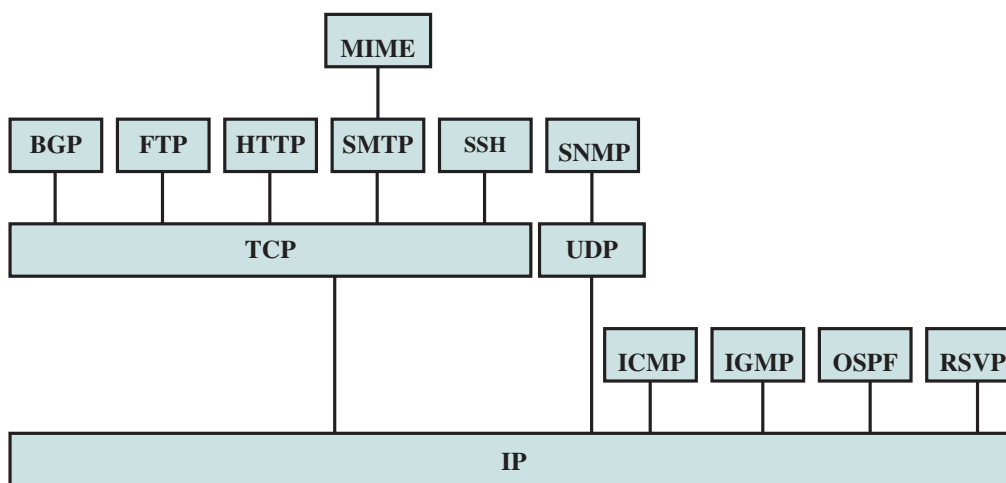 MIME
BGP FTP HTTP SMTP SSH SNMP
TCP UDP
ICMP IGMP OSPF RSVP
IP